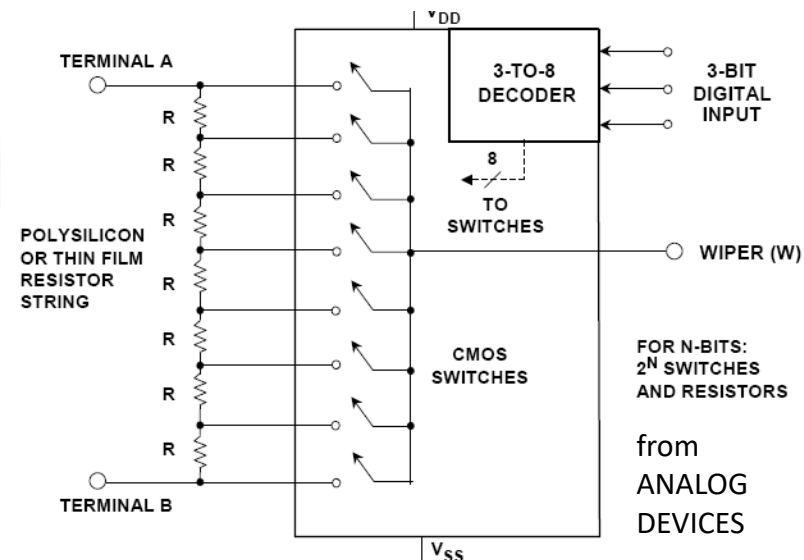 VDD
TERMINAL A
3-TO-8
DECODER
3-BIT
DIGITAL
INPUT
R
R
R
R
R
R
R
8
TO
SWITCHES
POLYSILICON
OR THIN FILM
RESISTOR
STRING
WIPER (W)
CMOS
SWITCHES
FOR N-BITS:
2^N SWITCHES
AND RESISTORS
from
ANALOG
DEVICES
TERMINAL B
VSS